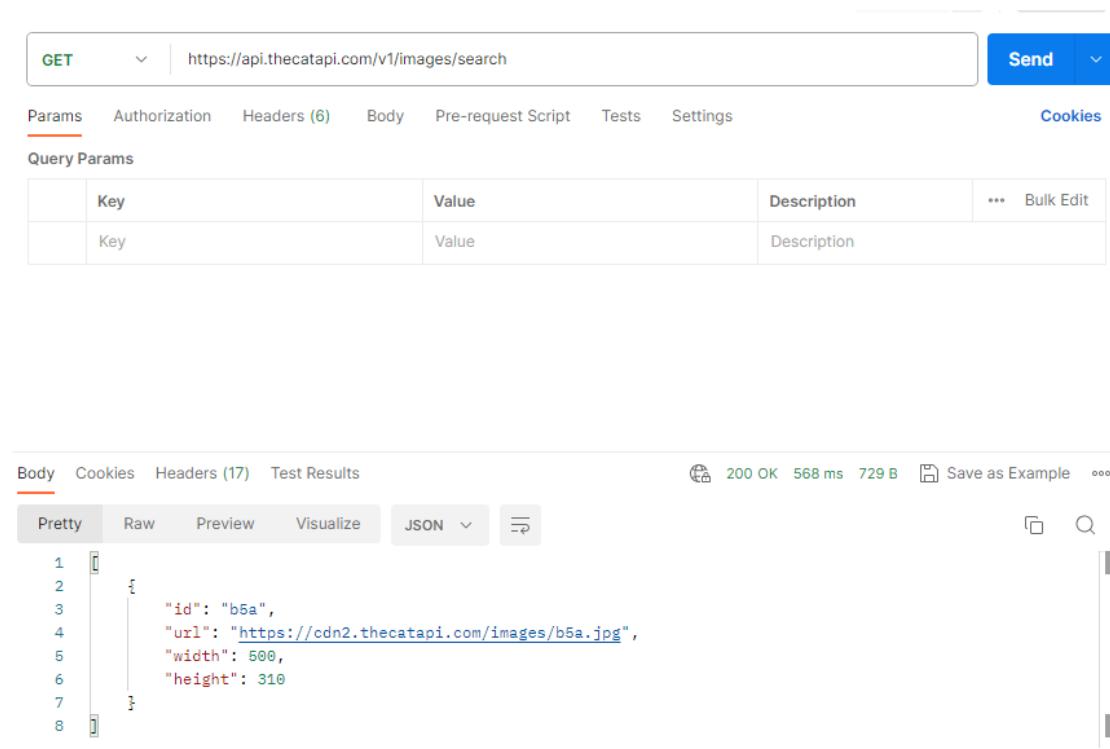 GET https://api.thecatapi.com/v1/images/search Send
Params Authorization Headers (6) Body Pre-request Script Tests Settings Cookies
Query Params
Key Value Description ••• Bulk Edit
Key Value Description
Body Cookies Headers (17) Test Results 200 OK 568 ms 729 B Save as Example
Pretty Raw Preview Visualize JSON
1 [
2 {
3 "id": "b5a",
4 "url": "https://cdn2.thecatapi.com/images/b5a.jpg",
5 "width": 500,
6 "height": 310
7 }
8 ]